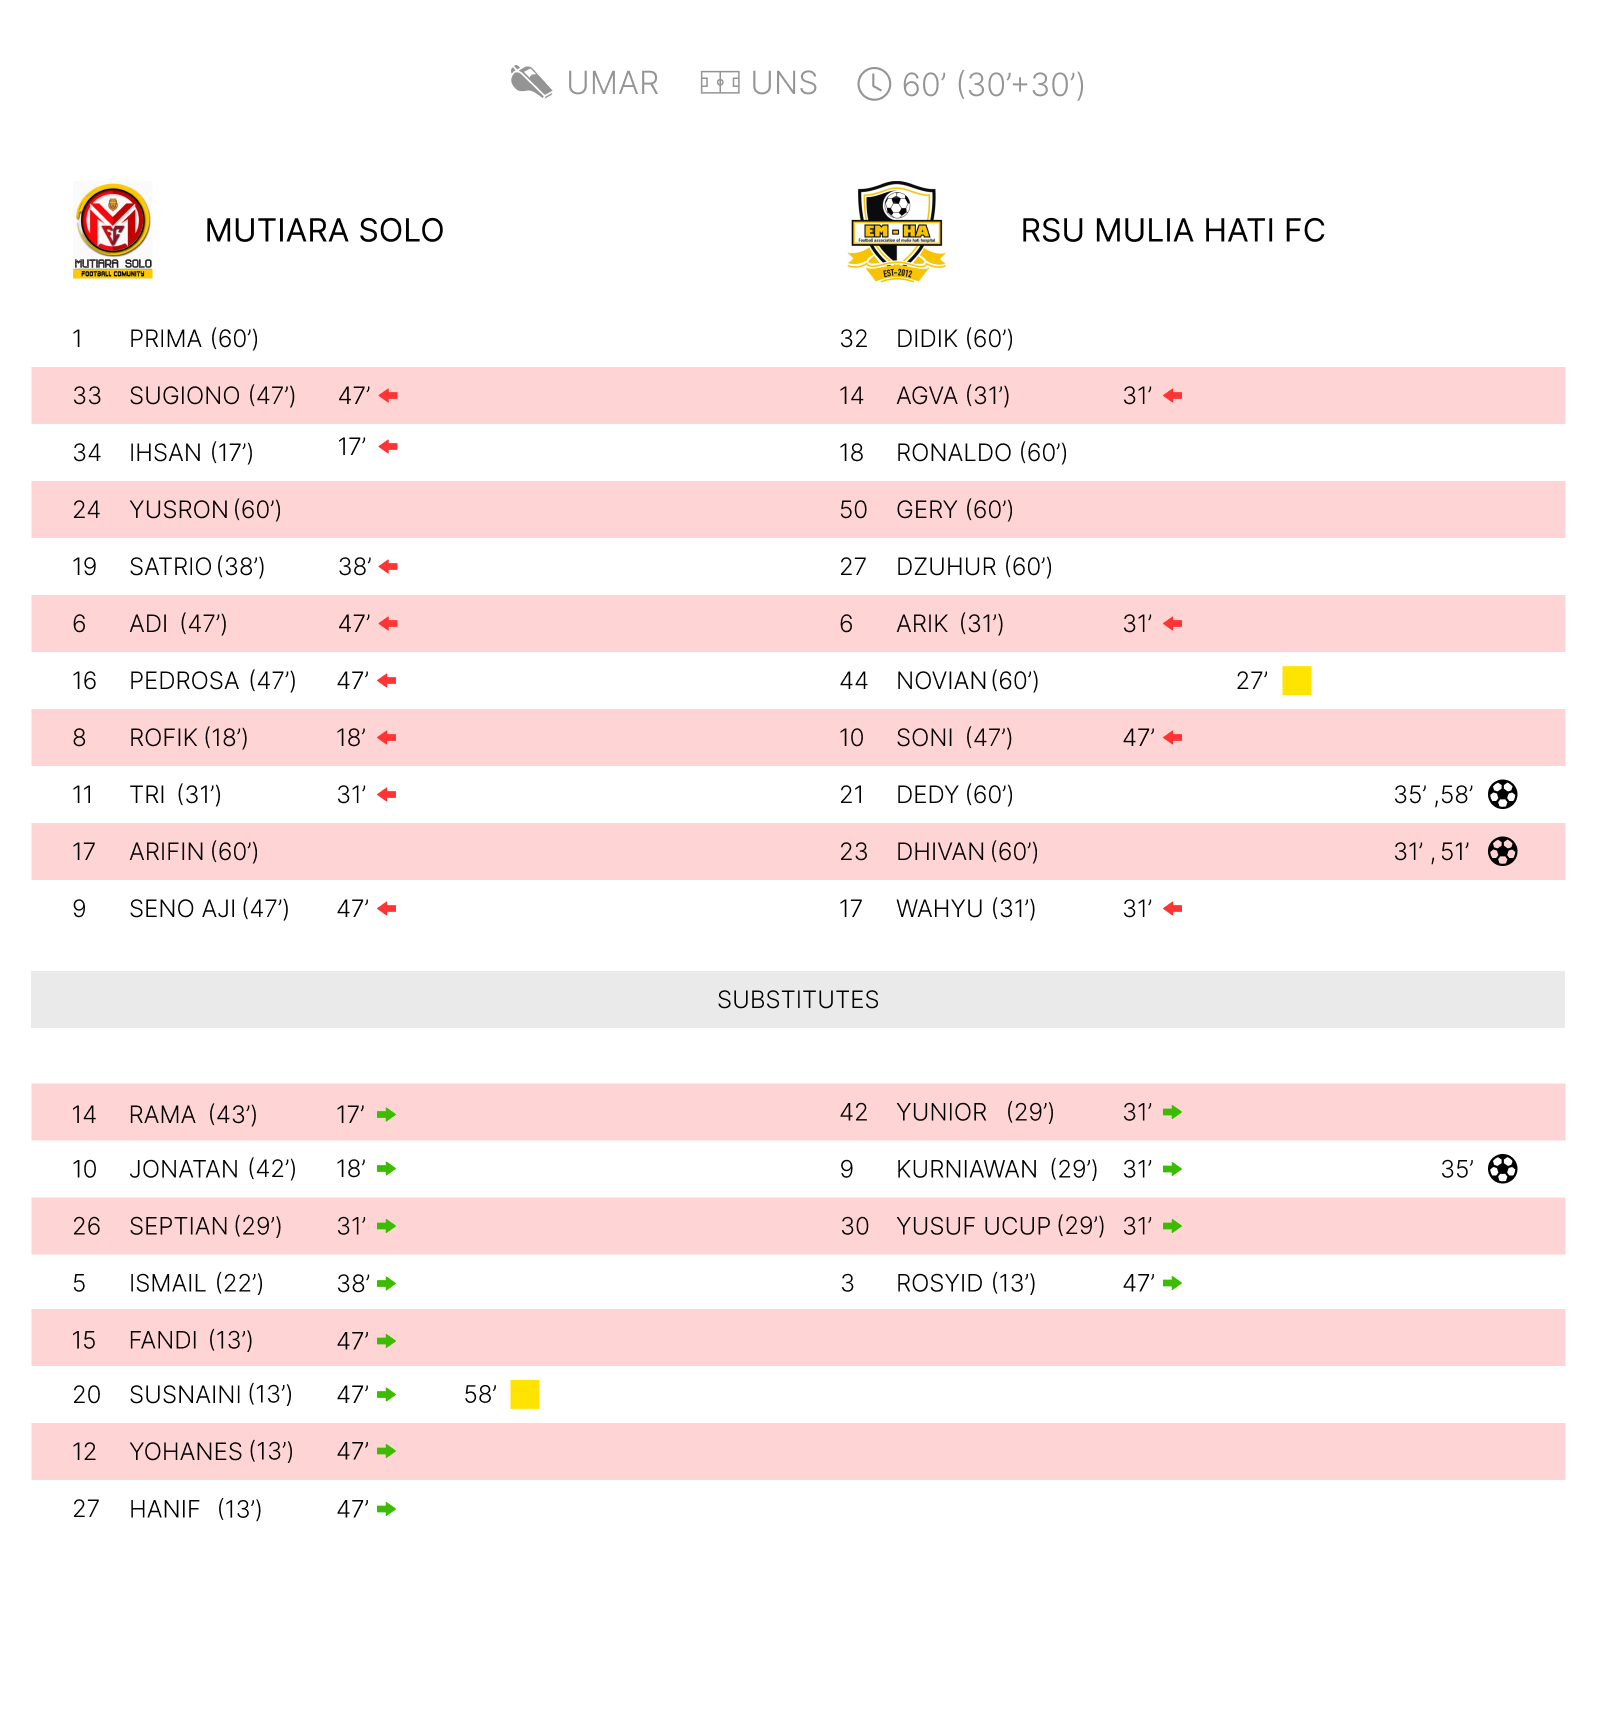 UMAR UNS 60’ (30’+30’)
MUTIARA SOLO RSU MULIA HATI FC
MUTIARA SOLO
FOOTBALL COMUNITY
EM - HA
Football association of mulia hati hospital
EST-2012
1 PRIMA (60’) 32 DIDIK (60’)
33 SUGIONO (47’) 47’ 14 AGVA (31’) 31’
34 IHSAN (17’) 17’ 18 RONALDO (60’)
24 YUSRON (60’) 50 GERY (60’)
19 SATRIO (38’) 38’ 27 DZUHUR (60’)
6 ADI (47’) 47’ 6 ARIK (31’) 31’
16 PEDROSA (47’) 47’ 44 NOVIAN (60’) 27’
8 ROFIK (18’) 18’ 10 SONI (47’) 47’
11 TRI (31’) 31’ 21 DEDY (60’) 35’ ,58’
17 ARIFIN (60’) 23 DHIVAN (60’) 31’ , 51’
9 SENO AJI (47’) 47’ 17 WAHYU (31’) 31’
SUBSTITUTES
14 RAMA (43’) 17’ 42 YUNIOR (29’) 31’
10 JONATAN (42’) 18’ 9 KURNIAWAN (29’) 31’ 35’
26 SEPTIAN (29’) 31’ 30 YUSUF UCUP (29’) 31’
5 ISMAIL (22’) 38’ 3 ROSYID (13’) 47’
15 FANDI (13’) 47’
20 SUSNAINI (13’) 47’ 58’
12 YOHANES (13’) 47’
27 HANIF (13’) 47’